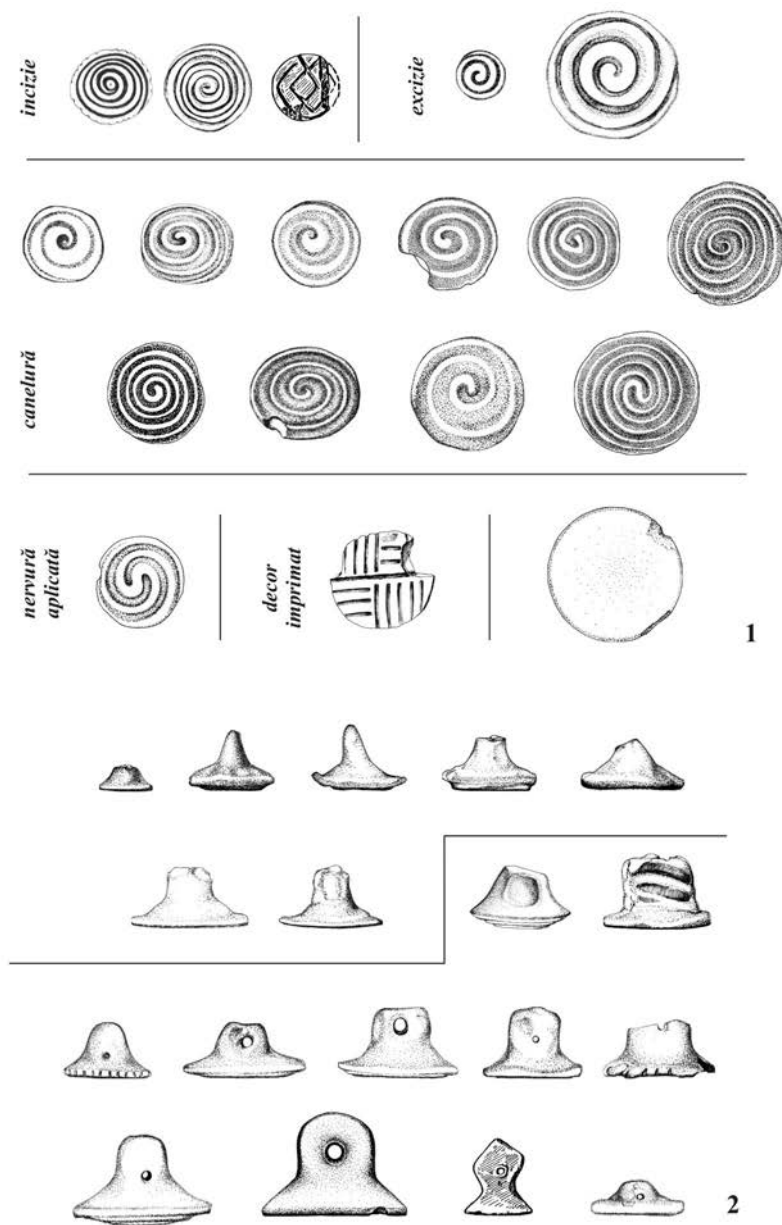 incizie
excizie
canelură
nervură
aplicată
decor
imprimat
1
2